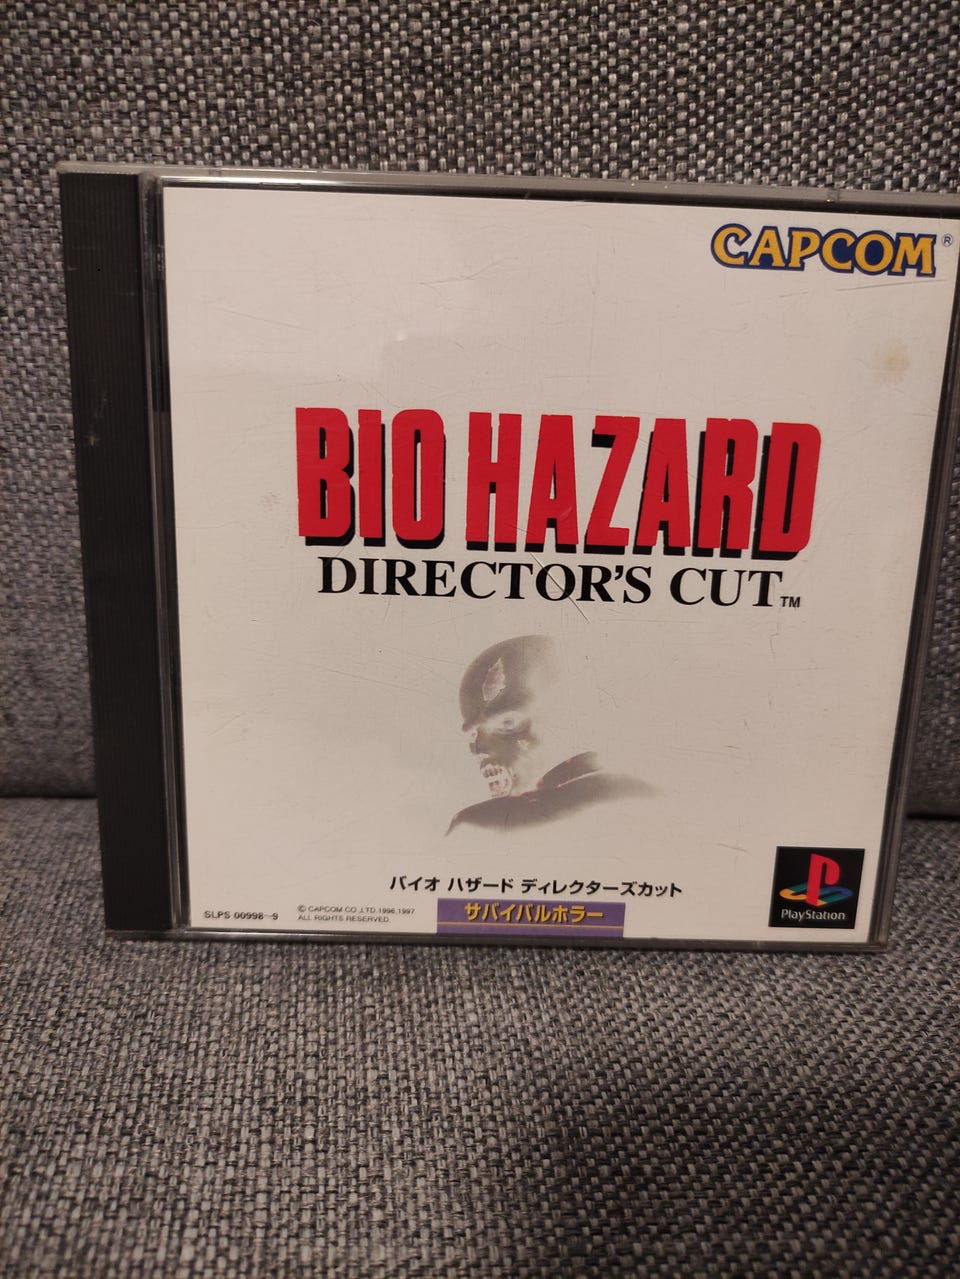 CAPCOM®
BIO HAZARD
DIRECTOR'S CUT™
バイオ ハザード ディレクターズカット
サバイバルホラー
SLPS 00998~9
© CAPCOM CO.,LTD.1996,1997
ALL RIGHTS RESERVED.
PlayStation